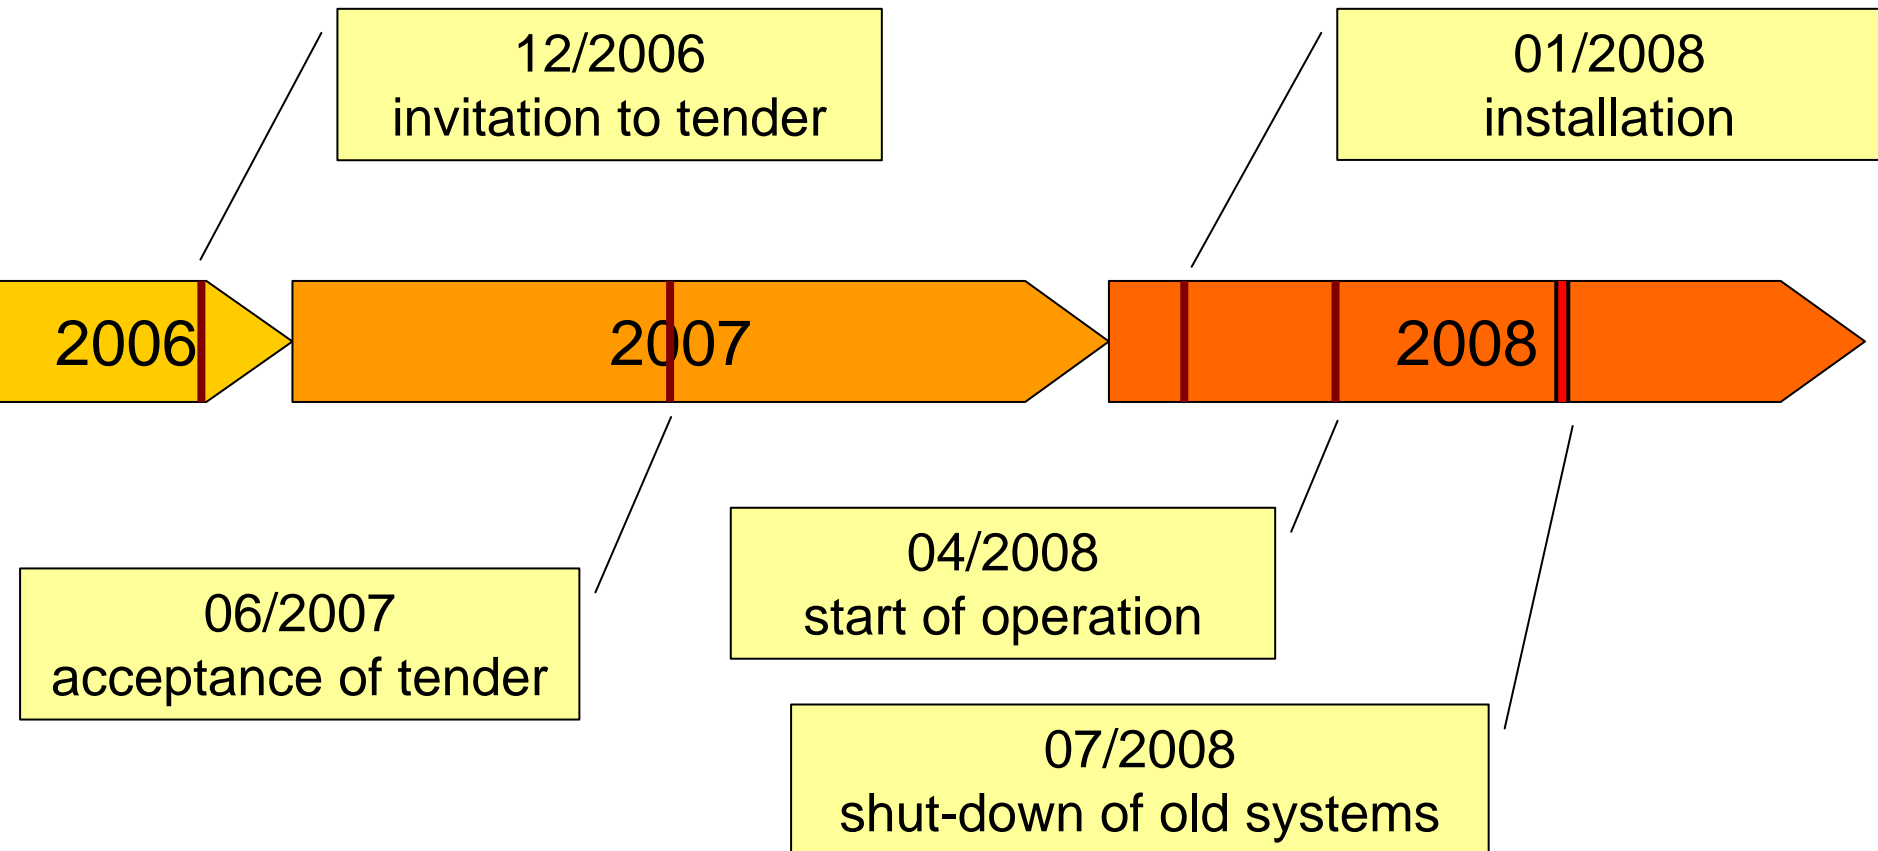 12/2006
invitation to tender
01/2008
installation
2006
2007
2008
06/2007
acceptance of tender
04/2008
start of operation
07/2008
shut-down of old systems